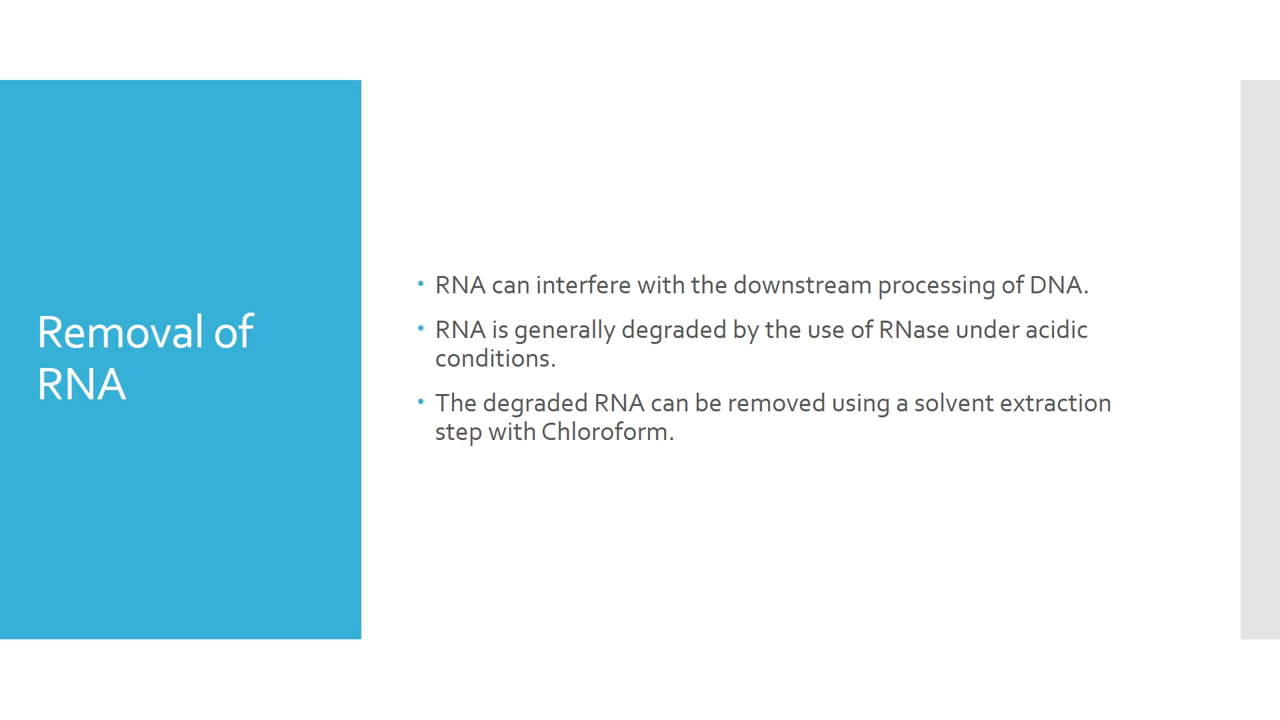 Removal of
RNA
• RNA can interfere with the downstream processing of DNA.
• RNA is generally degraded by the use of RNase under acidic
conditions.
• The degraded RNA can be removed using a solvent extraction
step with Chloroform.